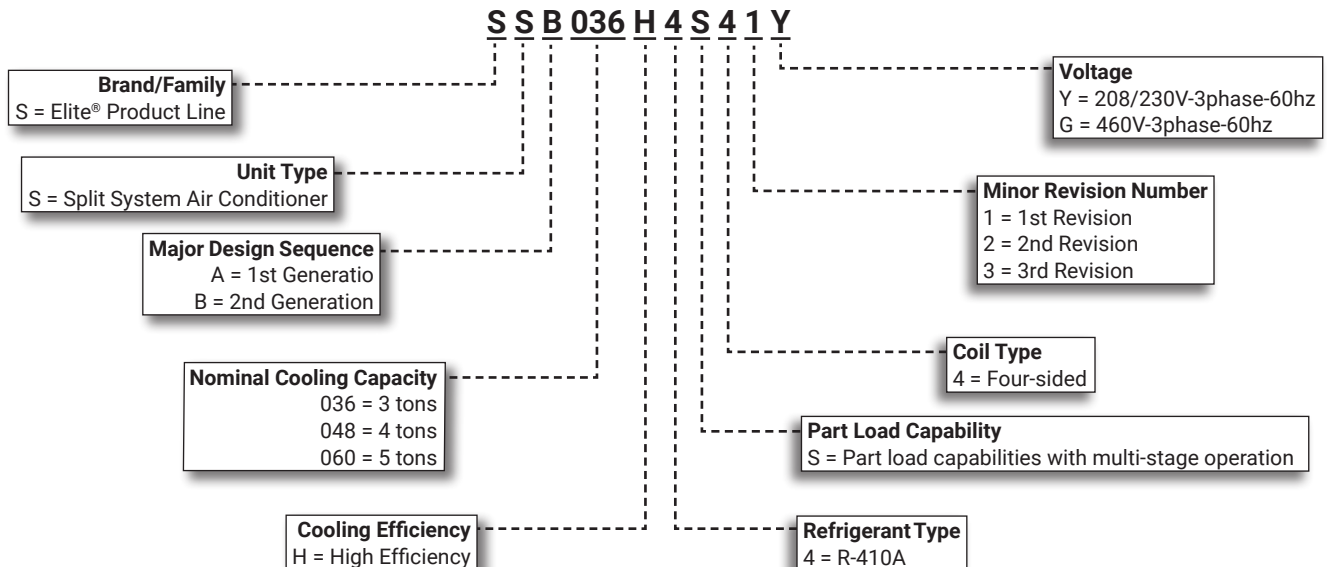 S S B 036 H 4 S 4 1 Y
Brand/Family
S = Elite® Product Line
Voltage
Y = 208/230V-3phase-60hz
G = 460V-3phase-60hz
Unit Type
S = Split System Air Conditioner
Minor Revision Number
1 = 1st Revision
2 = 2nd Revision
3 = 3rd Revision
Major Design Sequence
A = 1st Generatio
B = 2nd Generation
Coil Type
4 = Four-sided
Nominal Cooling Capacity
036 = 3 tons
048 = 4 tons
060 = 5 tons
Part Load Capability
S = Part load capabilities with multi-stage operation
Cooling Efficiency
H = High Efficiency
Refrigerant Type
4 = R-410A